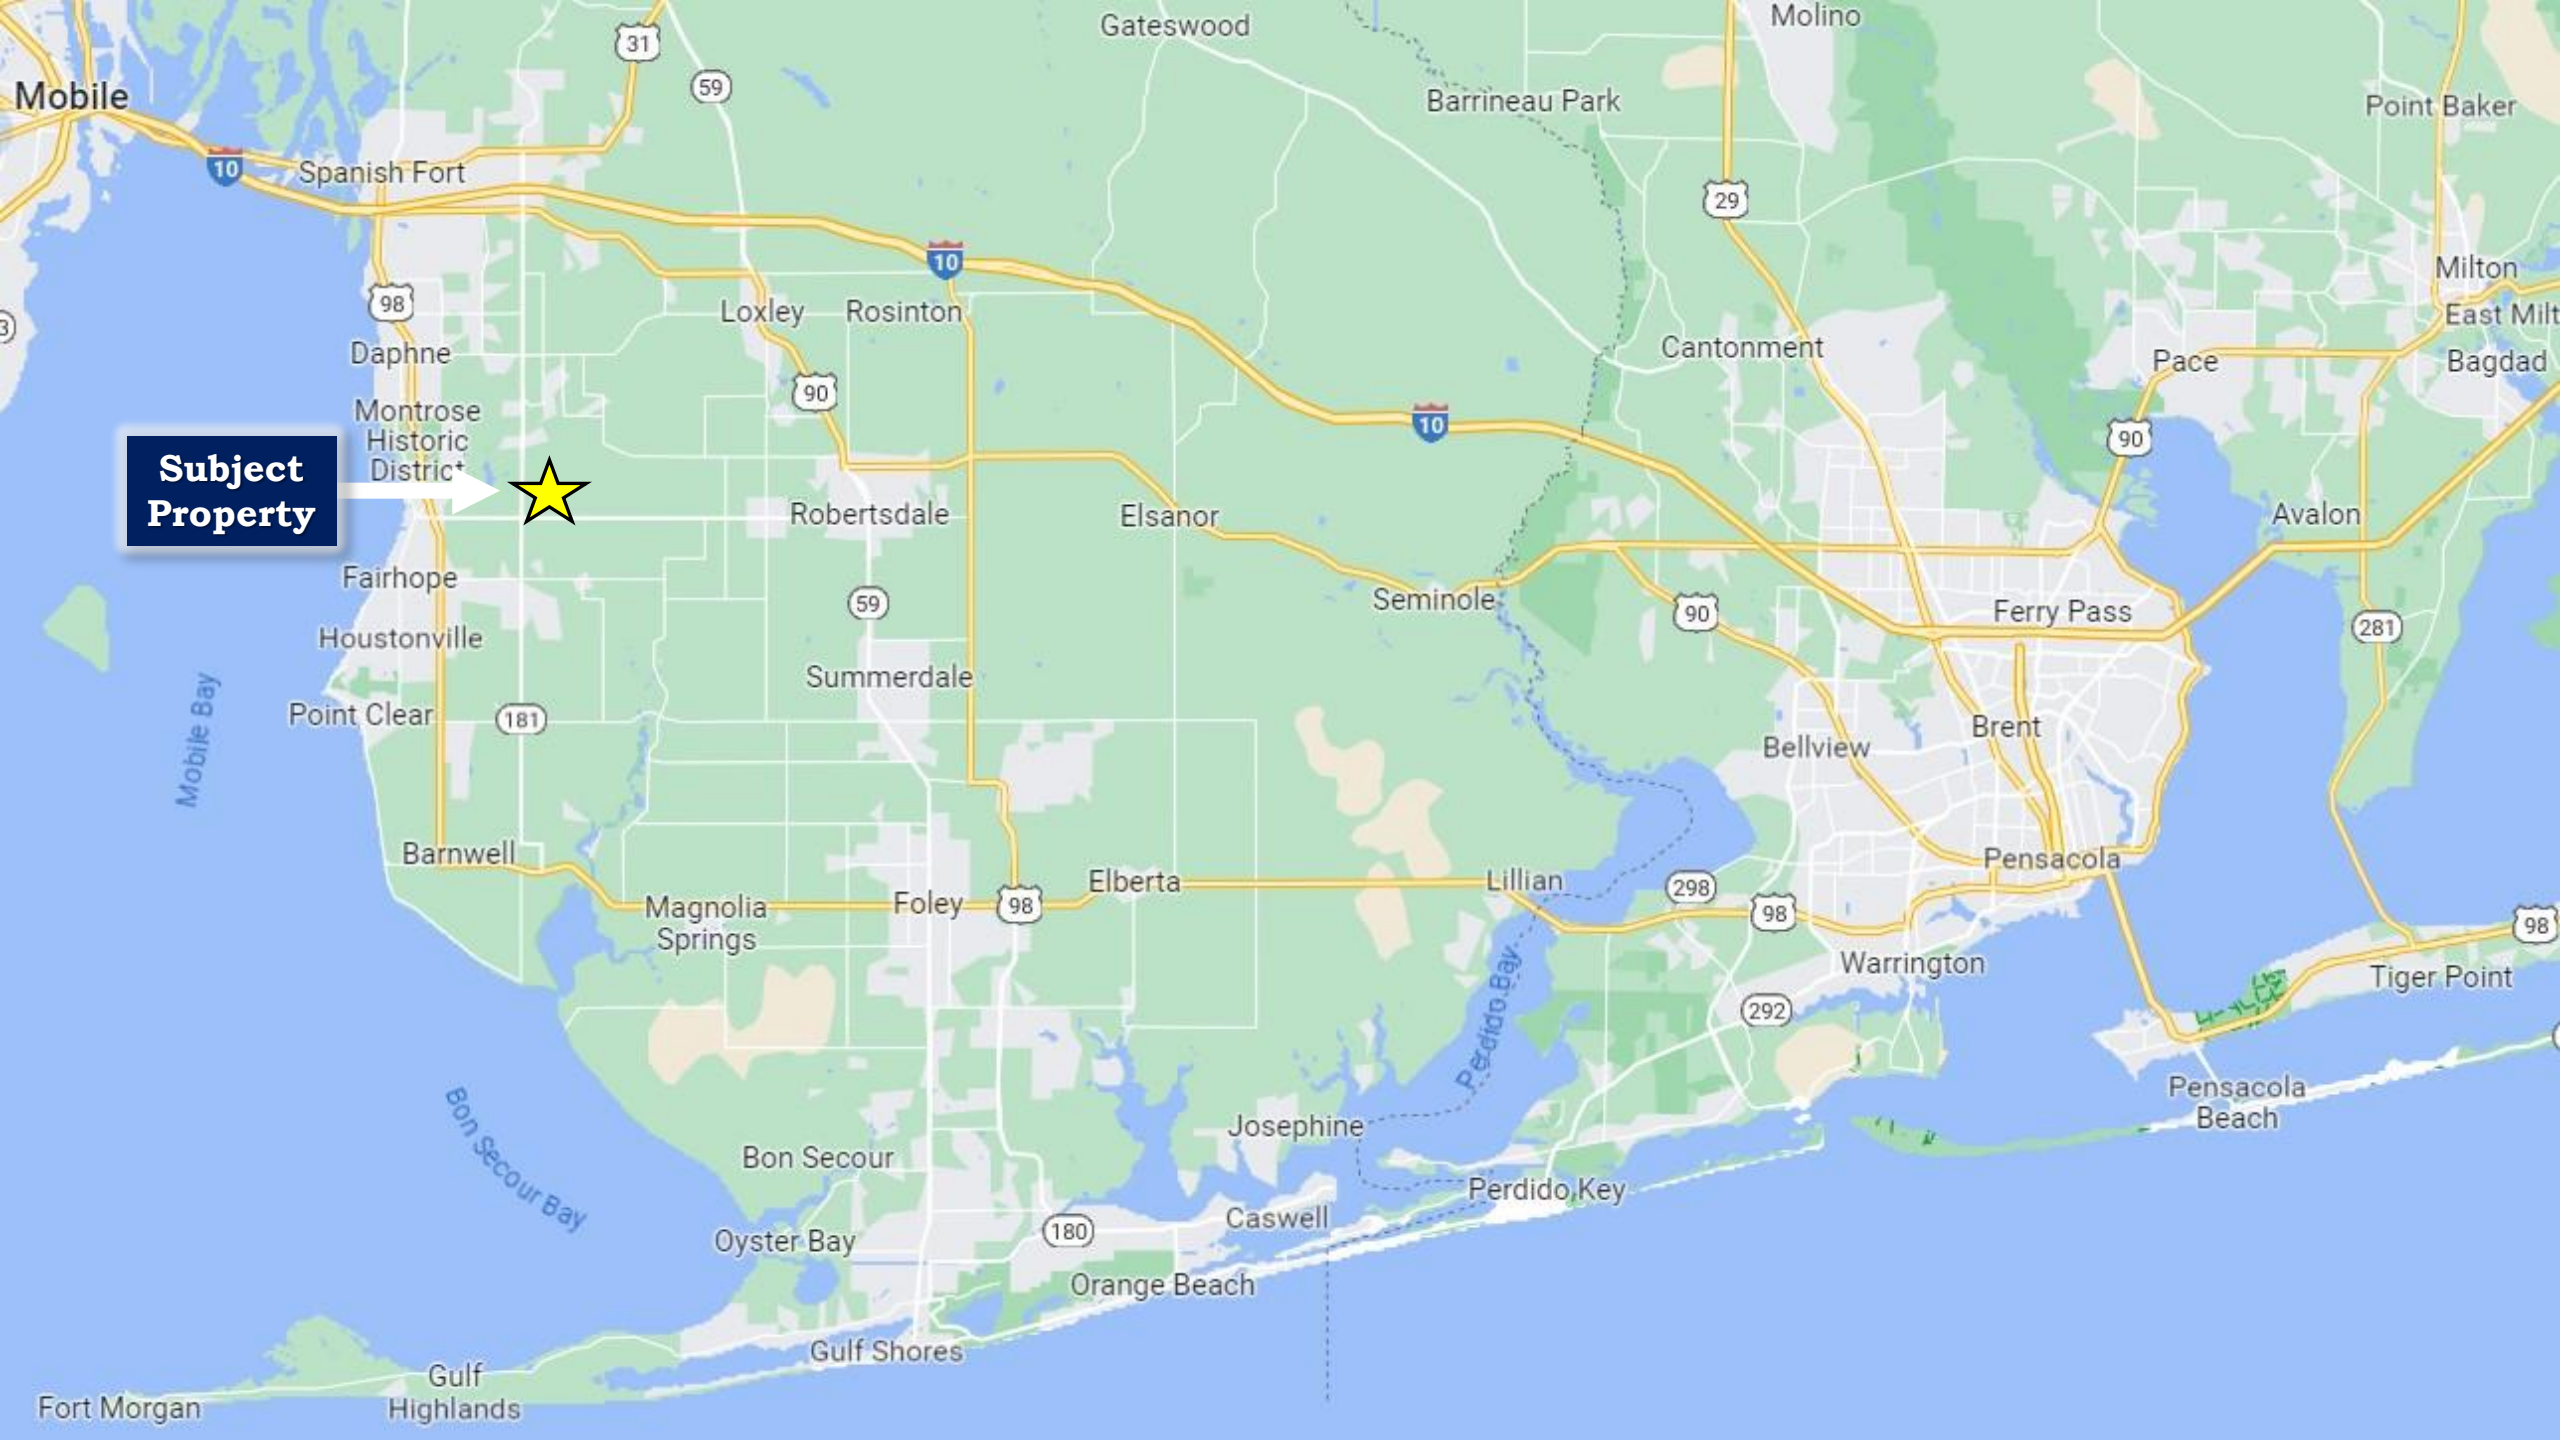 Gateswood
Molino
31
59
Mobile
Barrineau Park
Point Baker
10
Spanish Fort
29
10
Milton
98
Loxley
Rosinton
East Milt
3
Daphne
Cantonment
Pace
Bagdad
90
Montrose
Historic
District
10
90
Subject
Property
Robertsdale
Elsanor
Avalon
Fairhope
59
Seminole
90
Ferry Pass
281
Houstonville
Summerdale
Point Clear
181
Mobile Bay
Brent
Bellview
Barnwell
Pensacola
Elberta
Lillian
298
Magnolia
Springs
Foley
98
98
98
Warrington
Tiger Point
292
Perdido Bay
Pensacola
Beach
Bon Secour Bay
Josephine
Bon Secour
Perdido Key
Caswell
180
Oyster Bay
Orange Beach
Gulf Shores
Gulf
Highlands
Fort Morgan